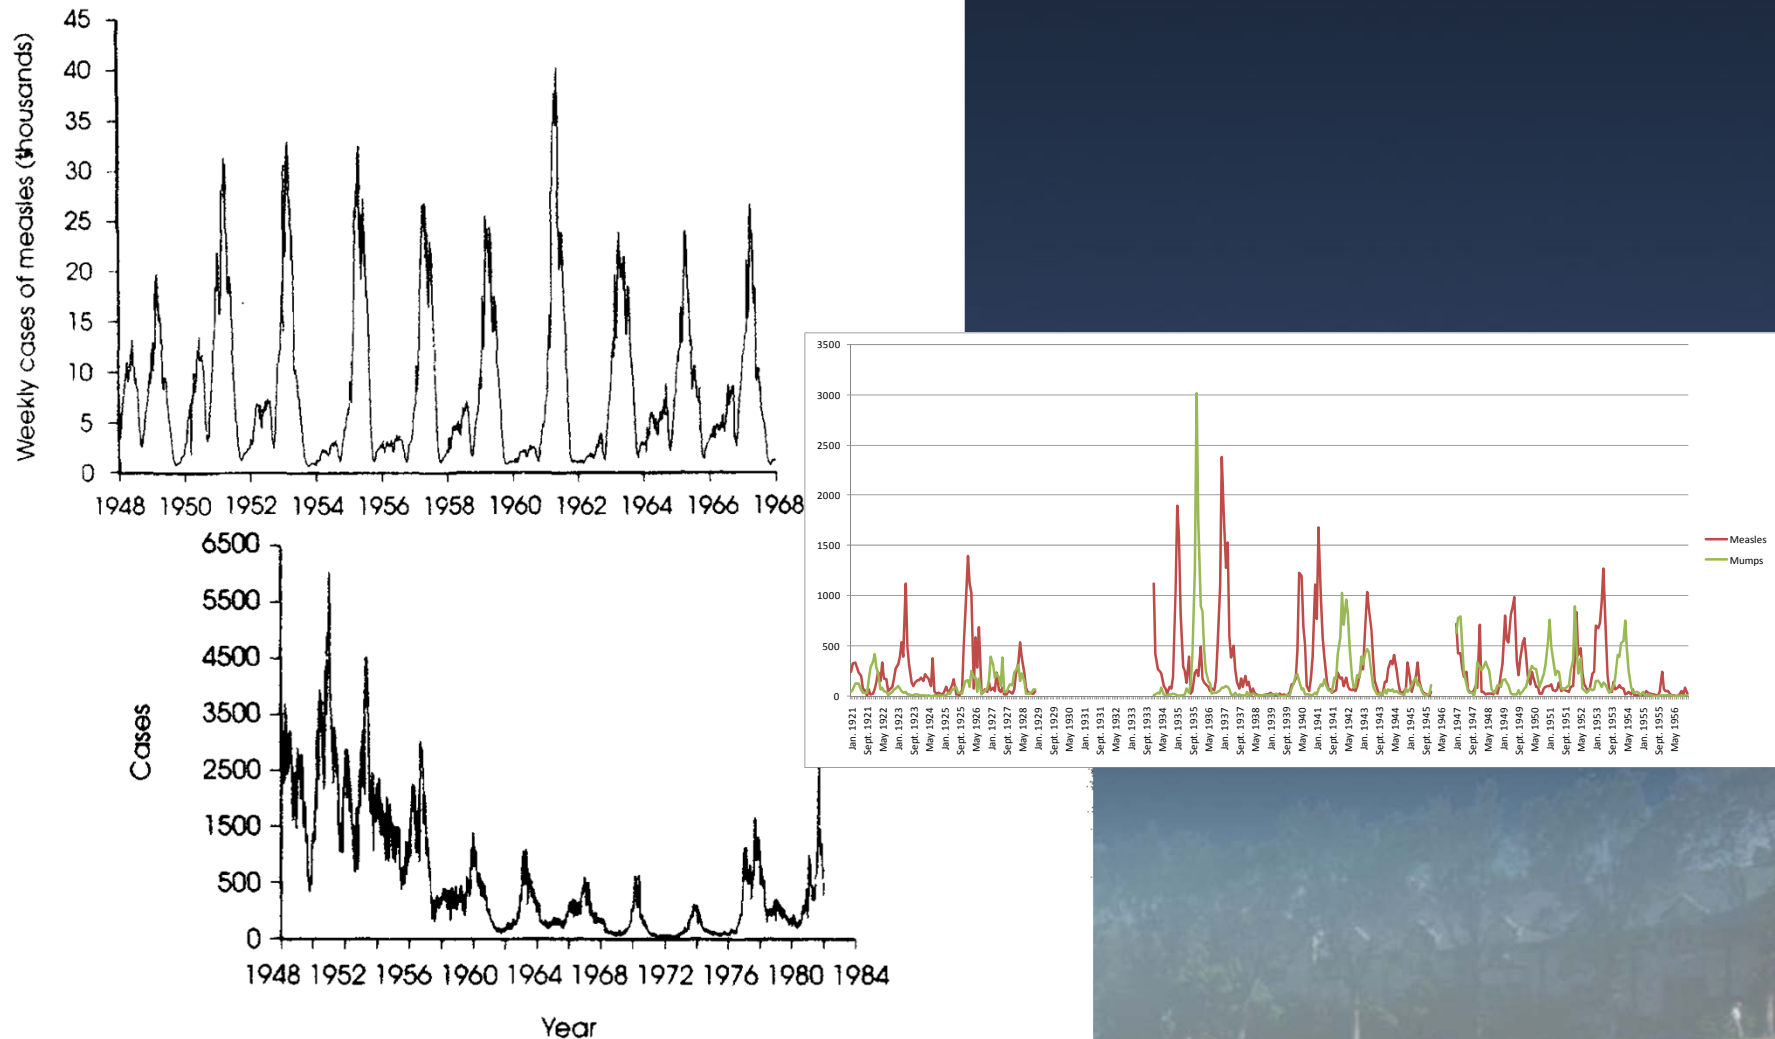 Weekly cases of measles (thousands)
45
40
35
30
25
20
15
10
5
0
1948 1950 1952 1954 1956 1958 1960 1962 1964 1966 1968
3500
3000
2500
2000
1500
1000
500
0
Measles
Mumps
Jan. 1921
Sept. 1921
May 1922
Jan. 1923
Sept. 1923
May 1924
Jan. 1925
Sept. 1925
May 1926
Jan. 1927
Sept. 1927
May 1928
Jan. 1929
Sept. 1929
May 1930
Jan. 1931
Sept. 1931
May 1932
Jan. 1933
Sept. 1933
May 1934
Jan. 1935
Sept. 1935
May 1936
Jan. 1937
Sept. 1937
May 1938
Jan. 1939
Sept. 1939
May 1940
Jan. 1941
Sept. 1941
May 1942
Jan. 1943
Sept. 1943
May 1944
Jan. 1945
Sept. 1945
May 1946
Jan. 1947
Sept. 1947
May 1948
Jan. 1949
Sept. 1949
May 1950
Jan. 1951
Sept. 1951
May 1952
Jan. 1953
Sept. 1953
May 1954
Jan. 1955
Sept. 1955
May 1956
Cases
6500
5500
4500
3500
2500
1500
500
0
1948 1952 1956 1960 1964 1968 1972 1976 1980 1984
Year